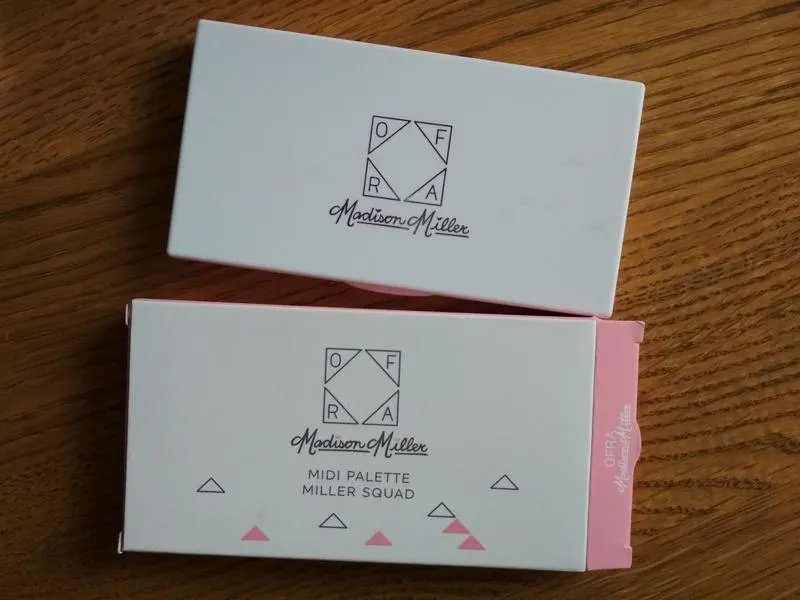 O F
R A
Madison Miller
O F
R A
Madison Miller
MIDI PALETTE
MILLER SQUAD
OFRA
Madison Miller